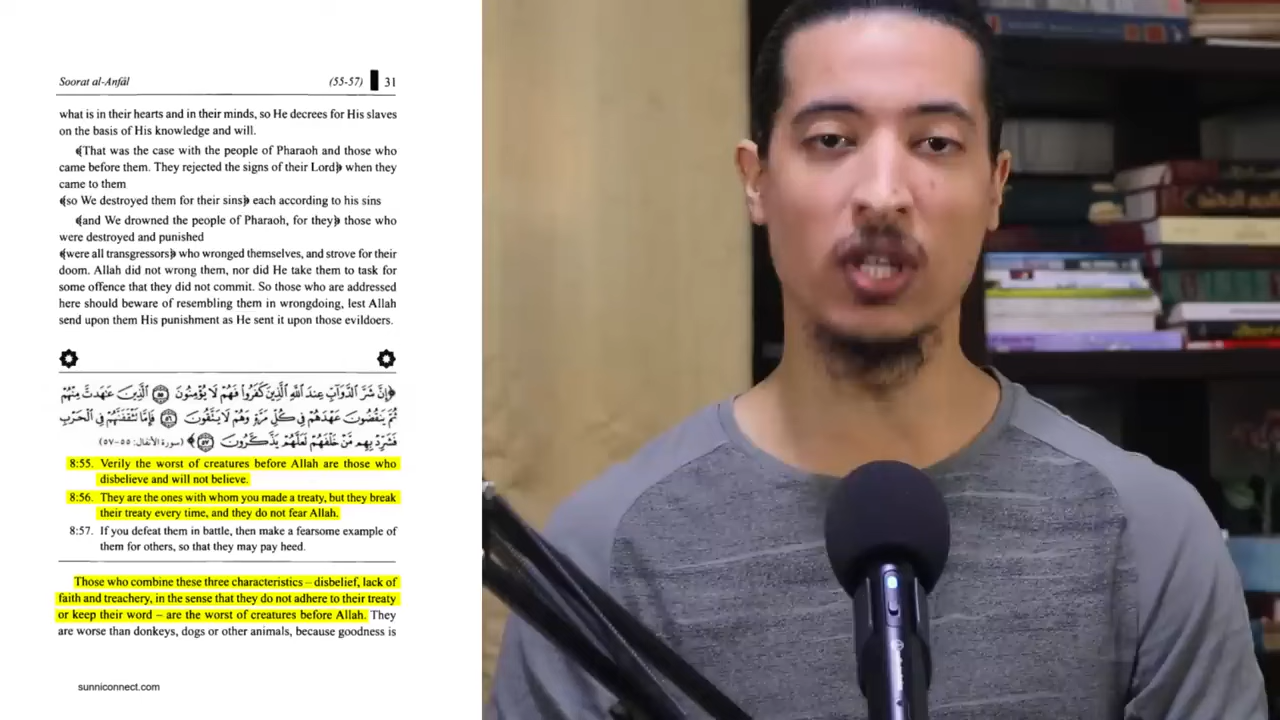 Soorat al-Anfâl (55-57) 31
what is in their hearts and in their minds, so He decrees for His slaves
on the basis of His knowledge and will.
﴾That was the case with the people of Pharaoh and those who
came before them. They rejected the signs of their Lord﴿ when they
came to them
﴾so We destroyed them for their sins﴿ each according to his sins
﴾and We drowned the people of Pharaoh, for they﴿ those who
were destroyed and punished
﴾were all transgressors﴿ who wronged themselves, and strove for their
doom. Allah did not wrong them, nor did He take them to task for
some offence that they did not commit. So those who are addressed
here should beware of resembling them in wrongdoing, lest Allah
send upon them His punishment as He sent it upon those evildoers.
﴿إِنَّ شَرَّ ٱلدَّوَآبِّ عِندَ ٱللَّهِ ٱلَّذِينَ كَفَرُوا۟ فَهُمْ لَا يُؤْمِنُونَ ۝٥٥ ٱلَّذِينَ عَٰهَدتَّ مِنْهُمْ
ثُمَّ يَنقُضُونَ عَهْدَهُمْ فِى كُلِّ مَرَّةٍ وَهُمْ لَا يَتَّقُونَ ۝٥٦ فَإِمَّا تَثْقَفَنَّهُمْ فِى ٱلْحَرْبِ
فَشَرِّدْ بِهِم مَّنْ خَلْفَهُمْ لَعَلَّهُمْ يَذَّكَّرُونَ ۝٥٧﴾ (سورة الأنفال: ٥٥-٥٧)
8:55. Verily the worst of creatures before Allah are those who
disbelieve and will not believe.
8:56. They are the ones with whom you made a treaty, but they break
their treaty every time, and they do not fear Allah.
8:57. If you defeat them in battle, then make a fearsome example of
them for others, so that they may pay heed.
Those who combine these three characteristics – disbelief, lack of
faith and treachery, in the sense that they do not adhere to their treaty
or keep their word – are the worst of creatures before Allah. They
are worse than donkeys, dogs or other animals, because goodness is
sunniconnect.com